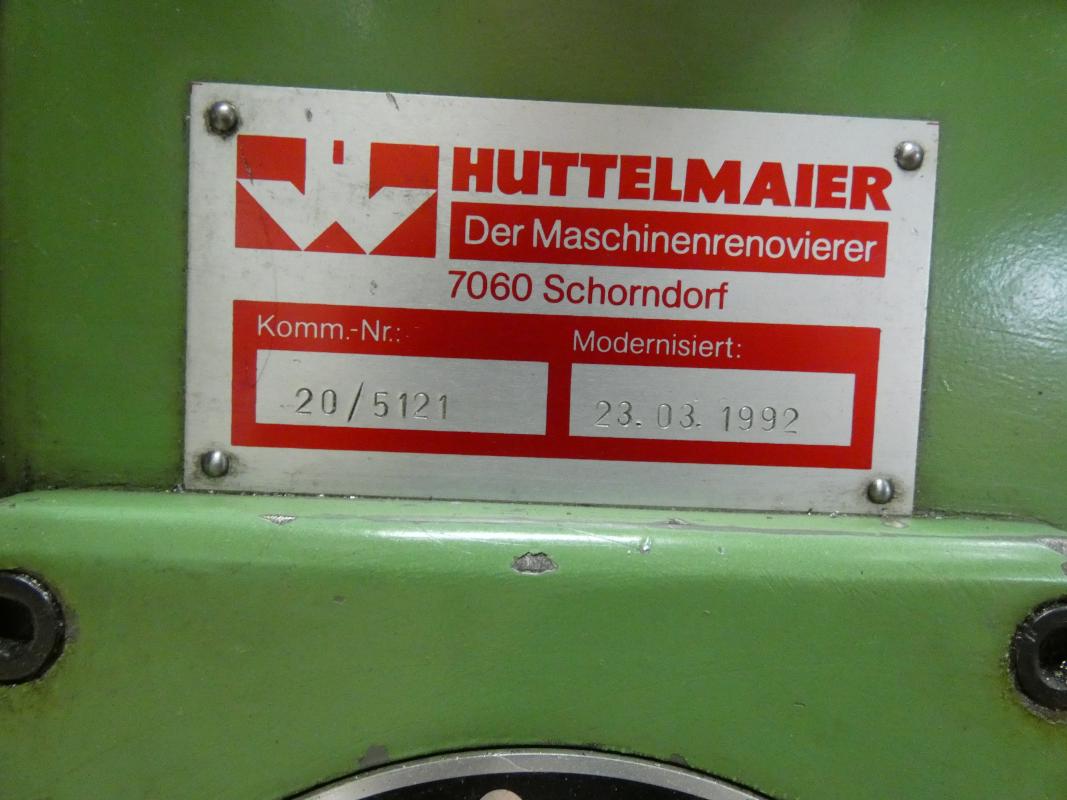 HUTTELMAIER
Der Maschinenrenovierer
7060 Schorndorf
Komm.-Nr.: Modernisiert:
20/5121 23.03.1992